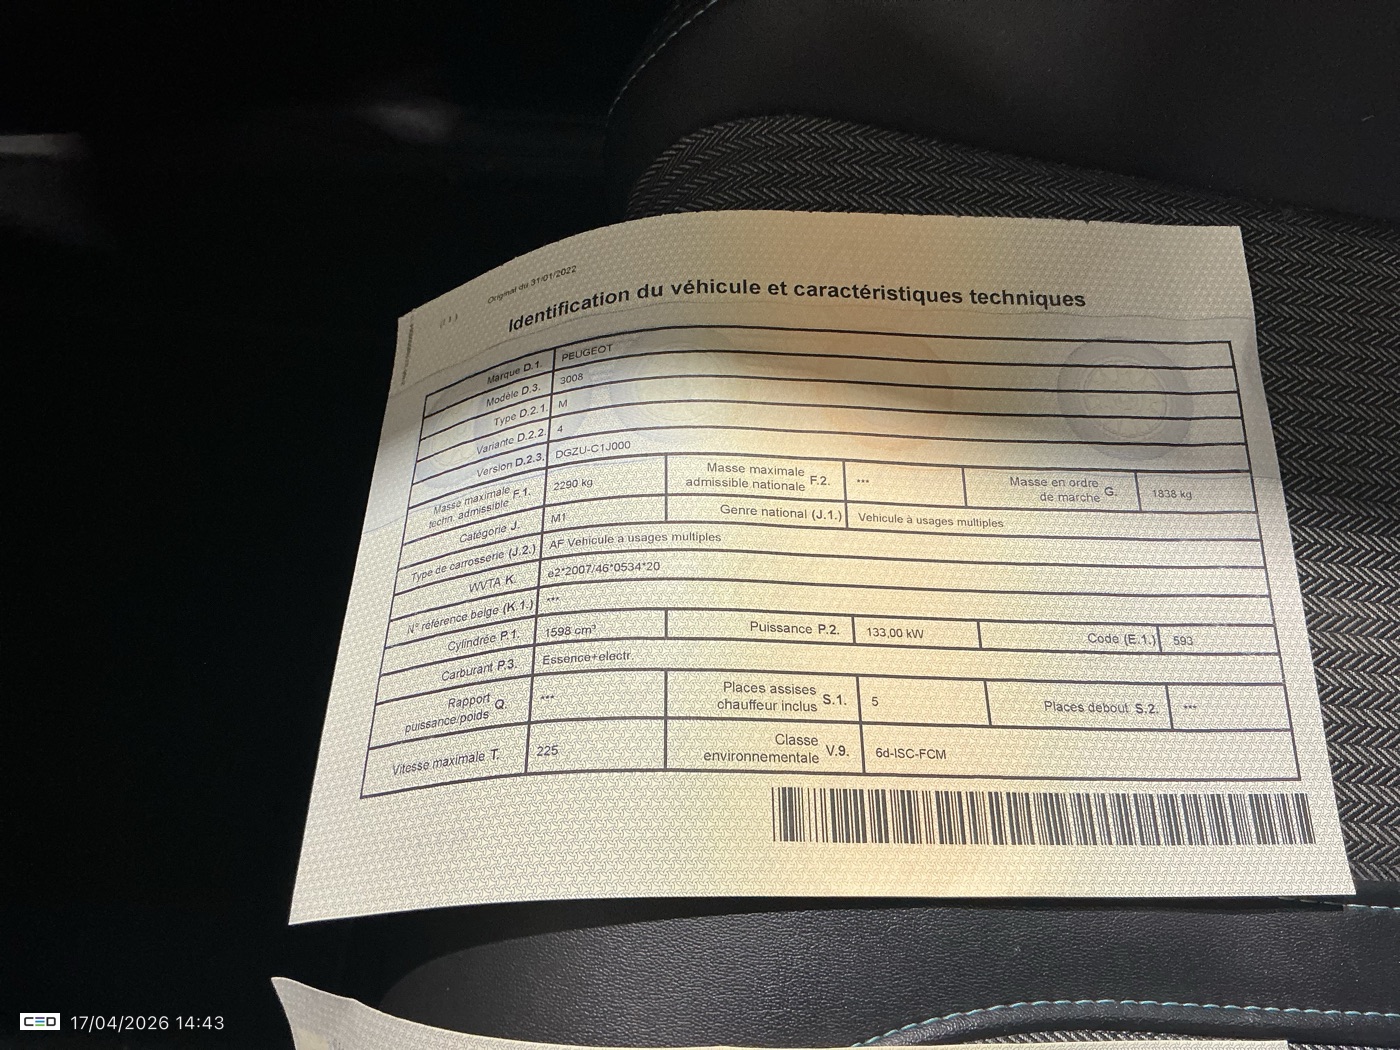 Original du 31/01/2022
Identification du véhicule et caractéristiques techniques
Marque D.1. PEUGEOT
Modèle D.3. 3008
Type D.2.1. M
Variante D.2.2. 4
Version D.2.3. DGZU-C1J000
Masse maximale
techn. admissible F.1. 2290 kg
Masse maximale
admissible nationale F.2. ***
Masse en ordre
de marche G. 1838 kg
Catégorie J. M1
Genre national (J.1.) Vehicule à usages multiples
Type de carrosserie (J.2.) AF Vehicule a usages multiples
WVTA K. e2*2007/46*0534*20
N° référence belge (K.1.) ***
Cylindrée P.1. 1598 cm³
Puissance P.2. 133,00 kW
Code (E.1.) 593
Carburant P.3. Essence+electr.
Rapport
puissance/poids Q. ***
Places assises
chauffeur inclus S.1. 5
Places debout S.2. ***
Vitesse maximale T. 225
Classe
environnementale V.9. 6d-ISC-FCM
CED 17/04/2026 14:43